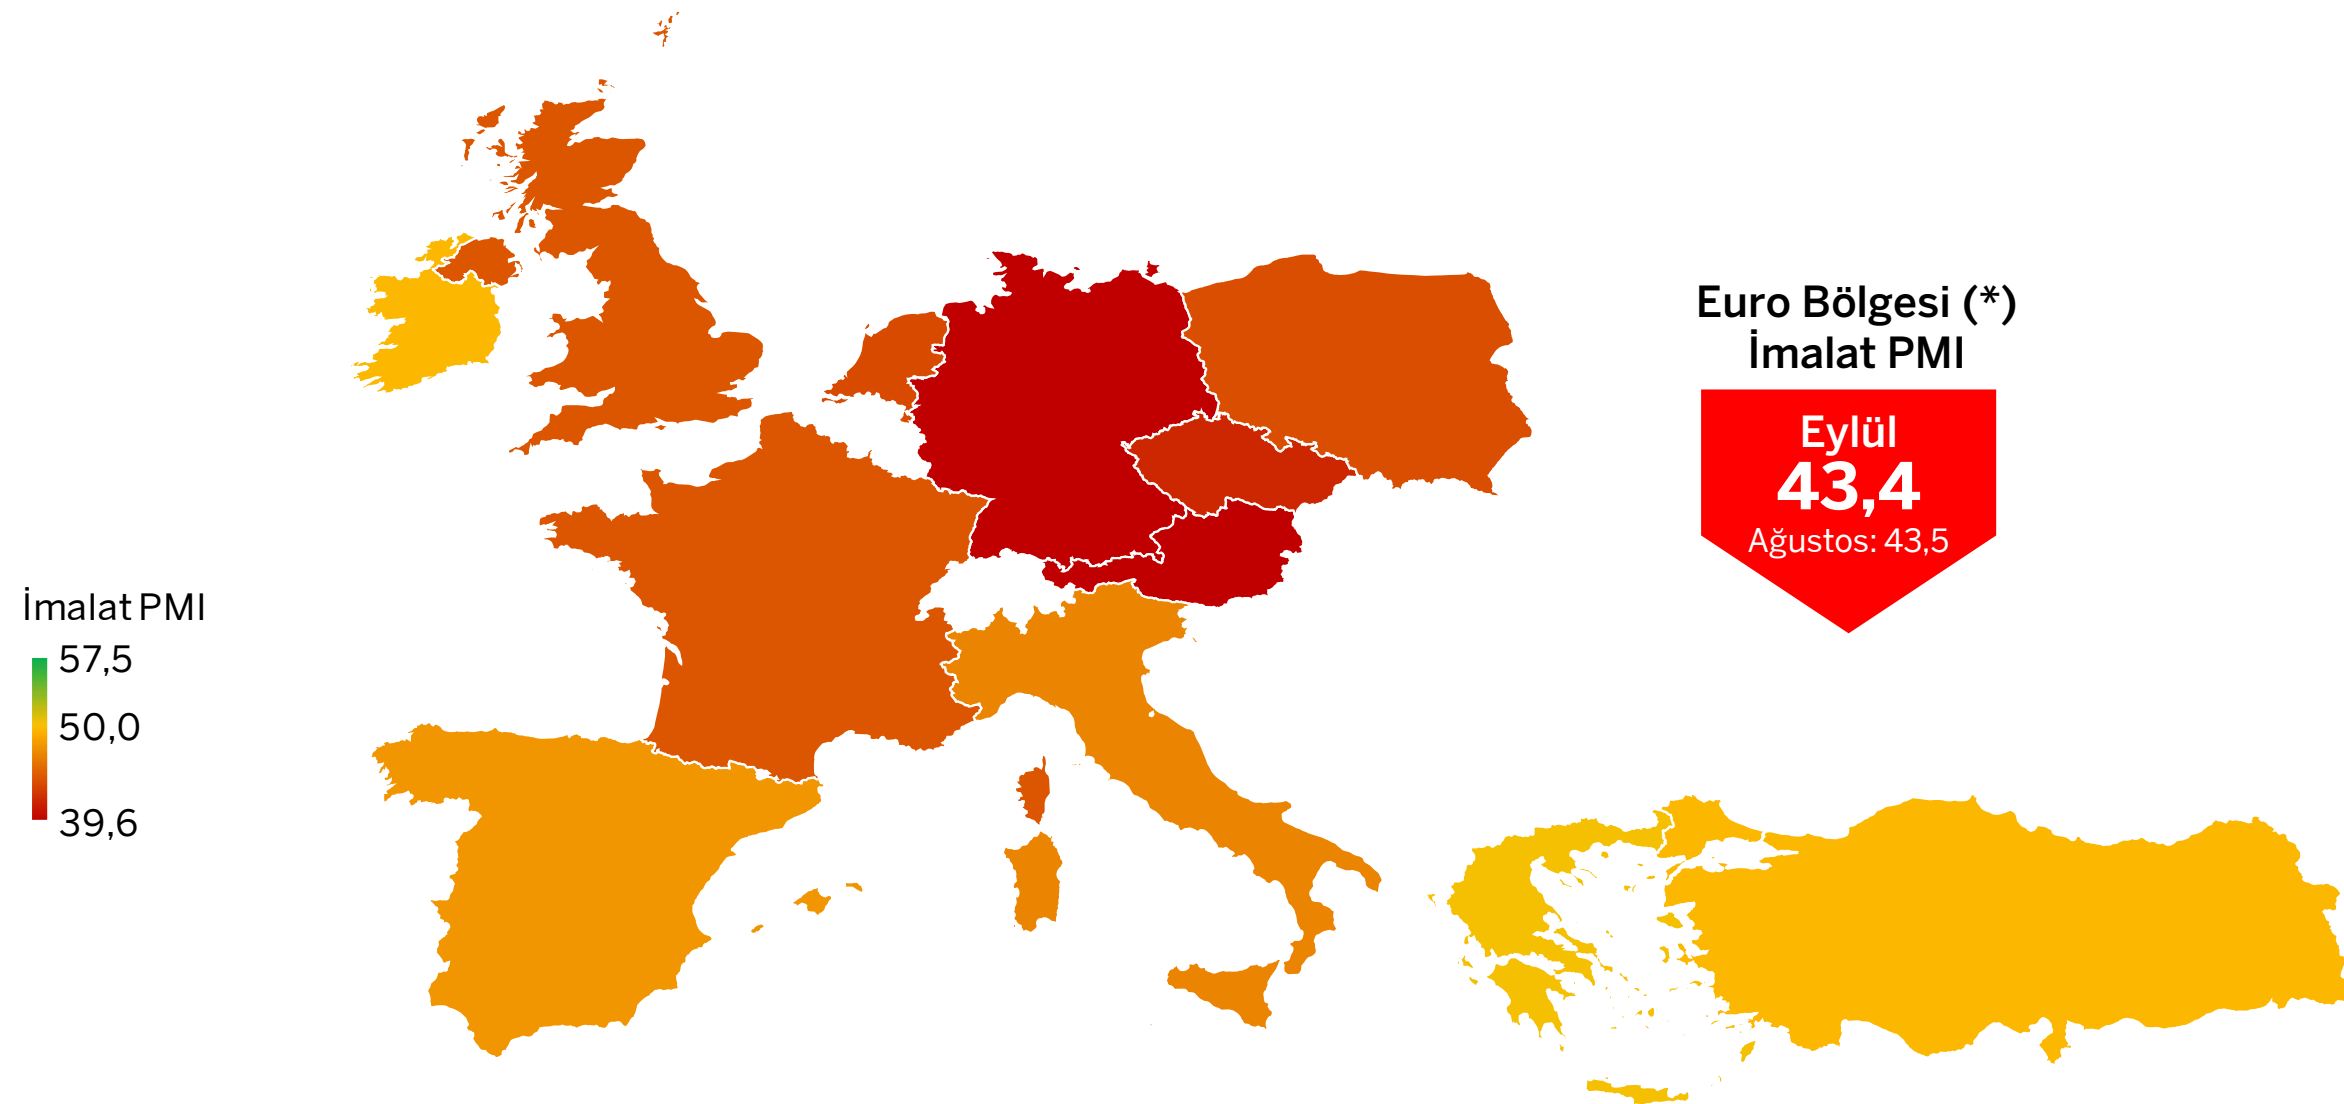 Euro Bölgesi (*)
İmalat PMI
Eylül
43,4
Ağustos: 43,5
İmalat PMI
57,5
50,0
39,6